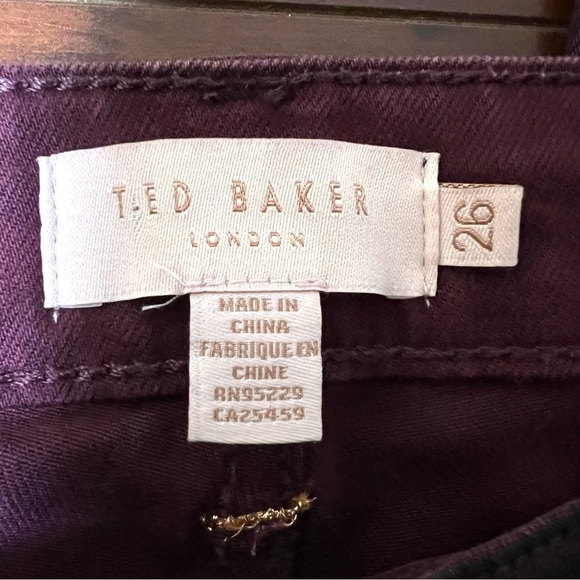 TED BAKER
LONDON
26
MADE IN
CHINA
FABRIQUE EN
CHINE
RN95229
CA25459